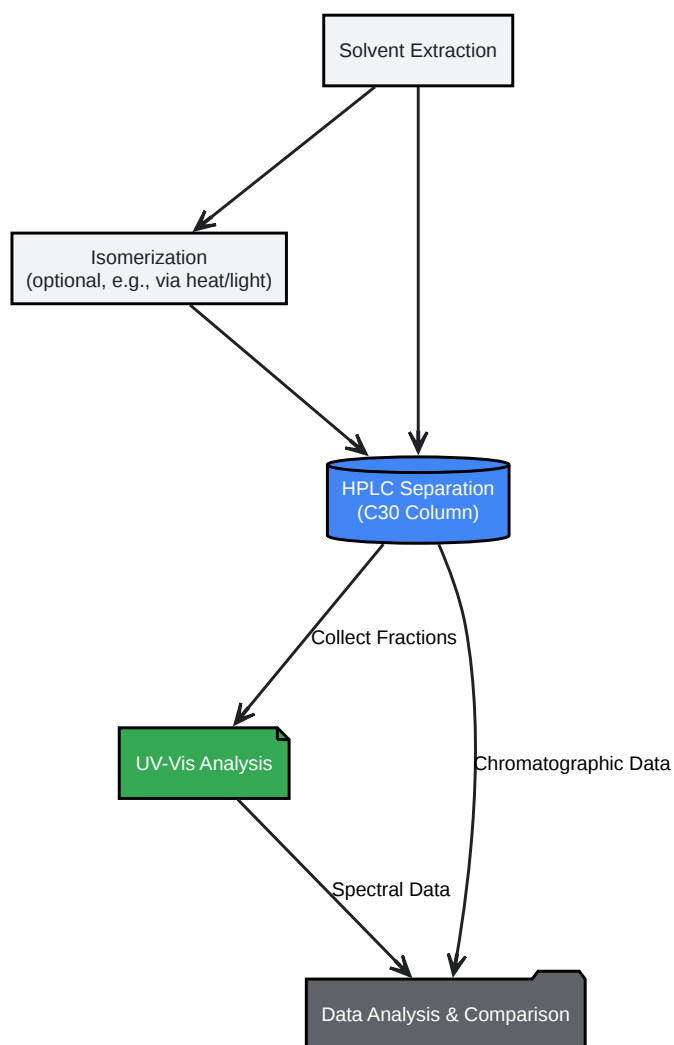 Solvent Extraction
Isomerization
(optional, e.g., via heat/light)
HPLC Separation
(C30 Column)
Collect Fractions
UV-Vis Analysis
Chromatographic Data
Spectral Data
Data Analysis & Comparison